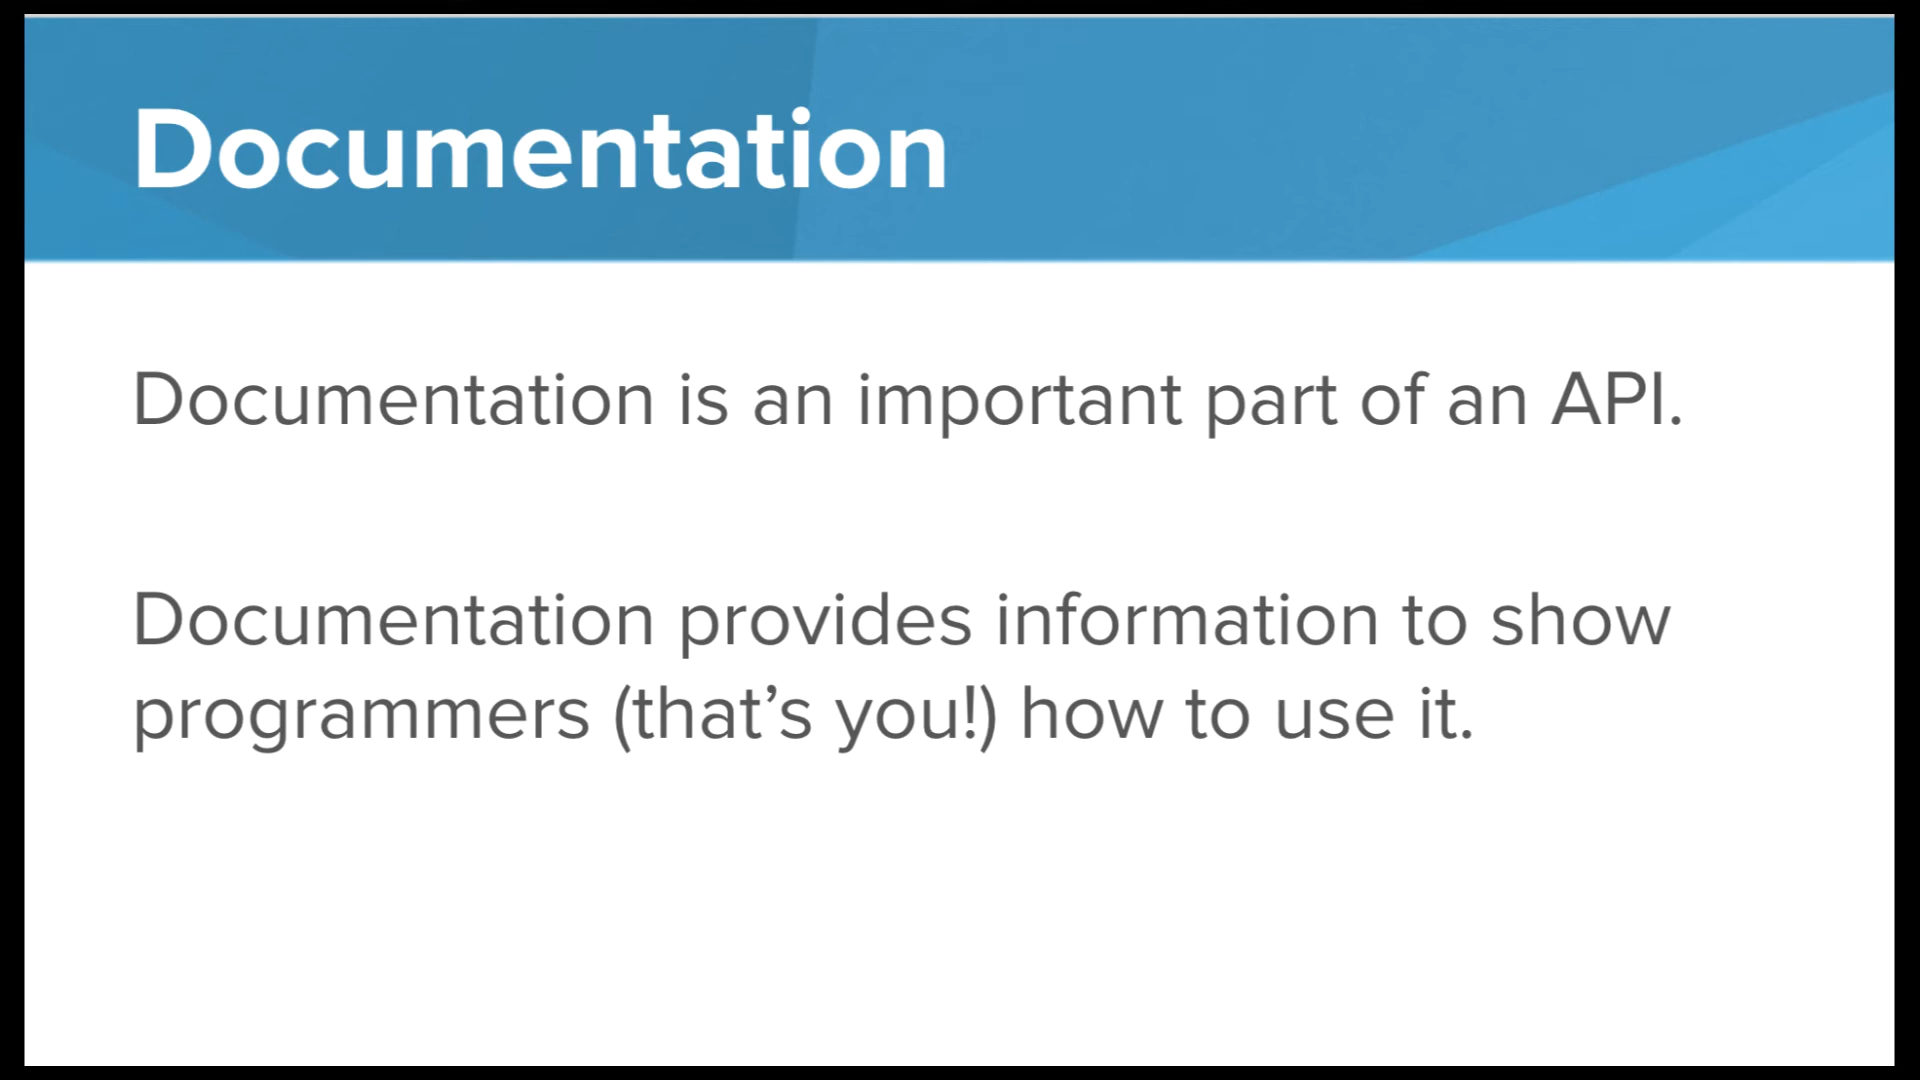 Documentation
Documentation is an important part of an API.
Documentation provides information to show
programmers (that’s you!) how to use it.